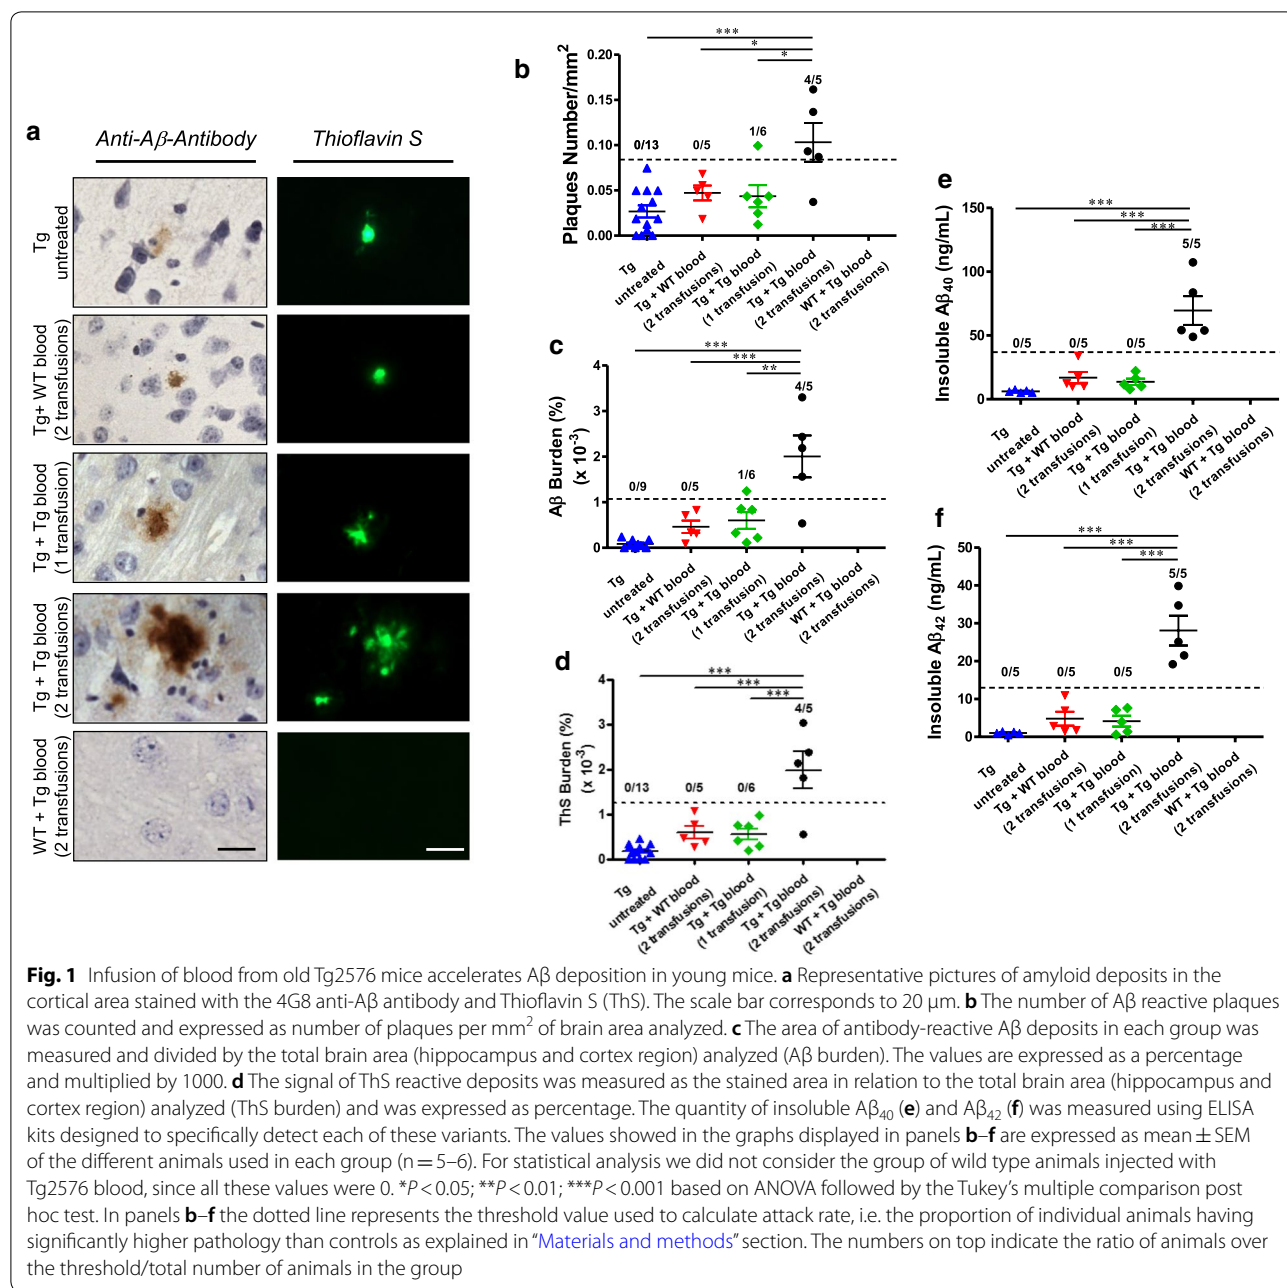 a
Anti-Aβ-Antibody
Thioflavin S
Tg
untreated
Tg+ WT blood
(2 transfusions)
Tg + Tg blood
(1 transfusion)
Tg + Tg blood
(2 transfusions)
WT + Tg blood
(2 transfusions)
b
Plaques Number/mm²
0.20
0.15
0.10
0.05
0.00
***
*
*
0/13
0/5
1/6
4/5
Tg
untreated
Tg + WT blood
(2 transfusions)
Tg + Tg blood
(1 transfusion)
Tg + Tg blood
(2 transfusions)
WT + Tg blood
(2 transfusions)
c
Aβ Burden (%)
(x 10⁻³)
4
3
2
1
0
***
***
**
0/9
0/5
1/6
4/5
Tg
untreated
Tg + WT blood
(2 transfusions)
Tg + Tg blood
(1 transfusion)
Tg + Tg blood
(2 transfusions)
WT + Tg blood
(2 transfusions)
d
ThS Burden (%)
(x 10⁻³)
4
3
2
1
0
***
***
***
0/13
0/5
0/6
4/5
Tg
untreated
Tg + WT blood
(2 transfusions)
Tg + Tg blood
(1 transfusion)
Tg + Tg blood
(2 transfusions)
WT + Tg blood
(2 transfusions)
e
Insoluble Aβ₄₀ (ng/mL)
150
100
50
0
***
***
***
0/5
0/5
0/5
5/5
Tg
untreated
Tg + WT blood
(2 transfusions)
Tg + Tg blood
(1 transfusion)
Tg + Tg blood
(2 transfusions)
WT + Tg blood
(2 transfusions)
f
Insoluble Aβ₄₂ (ng/mL)
50
40
30
20
10
0
***
***
***
0/5
0/5
0/5
5/5
Tg
untreated
Tg + WT blood
(2 transfusions)
Tg + Tg blood
(1 transfusion)
Tg + Tg blood
(2 transfusions)
WT + Tg blood
(2 transfusions)
Fig. 1 Infusion of blood from old Tg2576 mice accelerates Aβ deposition in young mice. a Representative pictures of amyloid deposits in the
cortical area stained with the 4G8 anti-Aβ antibody and Thioflavin S (ThS). The scale bar corresponds to 20 μm. b The number of Aβ reactive plaques
was counted and expressed as number of plaques per mm² of brain area analyzed. c The area of antibody-reactive Aβ deposits in each group was
measured and divided by the total brain area (hippocampus and cortex region) analyzed (Aβ burden). The values are expressed as a percentage
and multiplied by 1000. d The signal of ThS reactive deposits was measured as the stained area in relation to the total brain area (hippocampus and
cortex region) analyzed (ThS burden) and was expressed as percentage. The quantity of insoluble Aβ₄₀ (e) and Aβ₄₂ (f) was measured using ELISA
kits designed to specifically detect each of these variants. The values showed in the graphs displayed in panels b–f are expressed as mean ± SEM
of the different animals used in each group (n = 5–6). For statistical analysis we did not consider the group of wild type animals injected with
Tg2576 blood, since all these values were 0. *P < 0.05; **P < 0.01; ***P < 0.001 based on ANOVA followed by the Tukey's multiple comparison post
hoc test. In panels b–f the dotted line represents the threshold value used to calculate attack rate, i.e. the proportion of individual animals having
significantly higher pathology than controls as explained in "Materials and methods" section. The numbers on top indicate the ratio of animals over
the threshold/total number of animals in the group